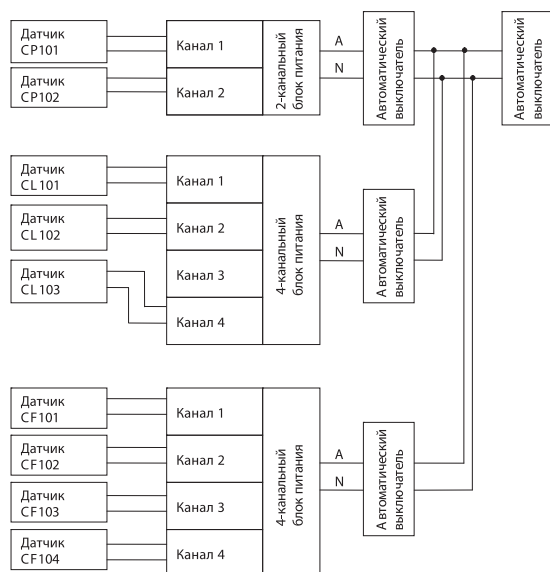 Датчик
CP101
Датчик
CP102
Канал 1
Канал 2
2-канальный
блок питания
A
N
Автоматический
выключатель
Автоматический
выключатель
Датчик
CL101
Датчик
CL102
Датчик
CL103
Канал 1
Канал 2
Канал 3
Канал 4
4-канальный
блок питания
A
N
Автоматический
выключатель
Датчик
CF101
Датчик
CF102
Датчик
CF103
Датчик
CF104
Канал 1
Канал 2
Канал 3
Канал 4
4-канальный
блок питания
A
N
Автоматический
выключатель